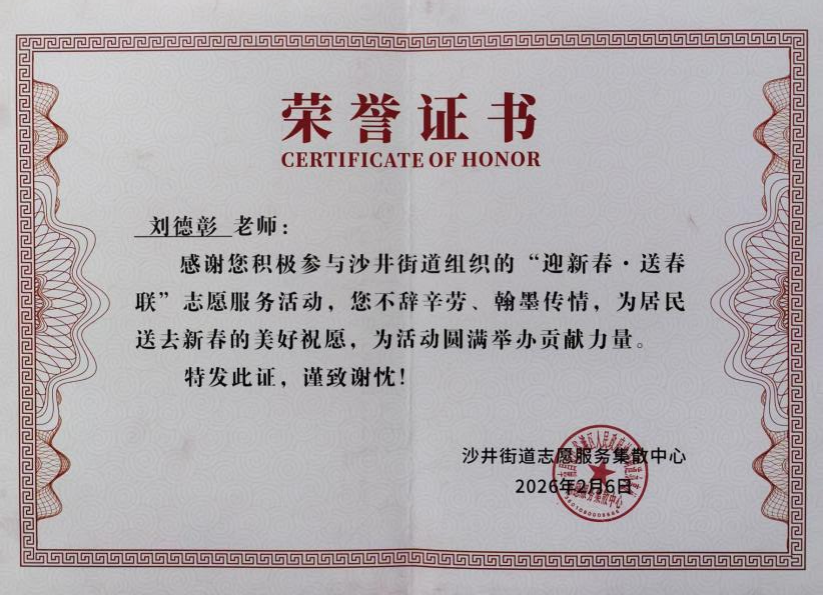 荣誉证书
CERTIFICATE OF HONOR
刘德彰 老师：
感谢您积极参与沙井街道组织的“迎新春·送春
联”志愿服务活动，您不辞辛劳、翰墨传情，为居民
送去新春的美好祝愿，为活动圆满举办贡献力量。
特发此证，谨致谢忱！
沙井街道志愿服务集散中心
2026年2月6日